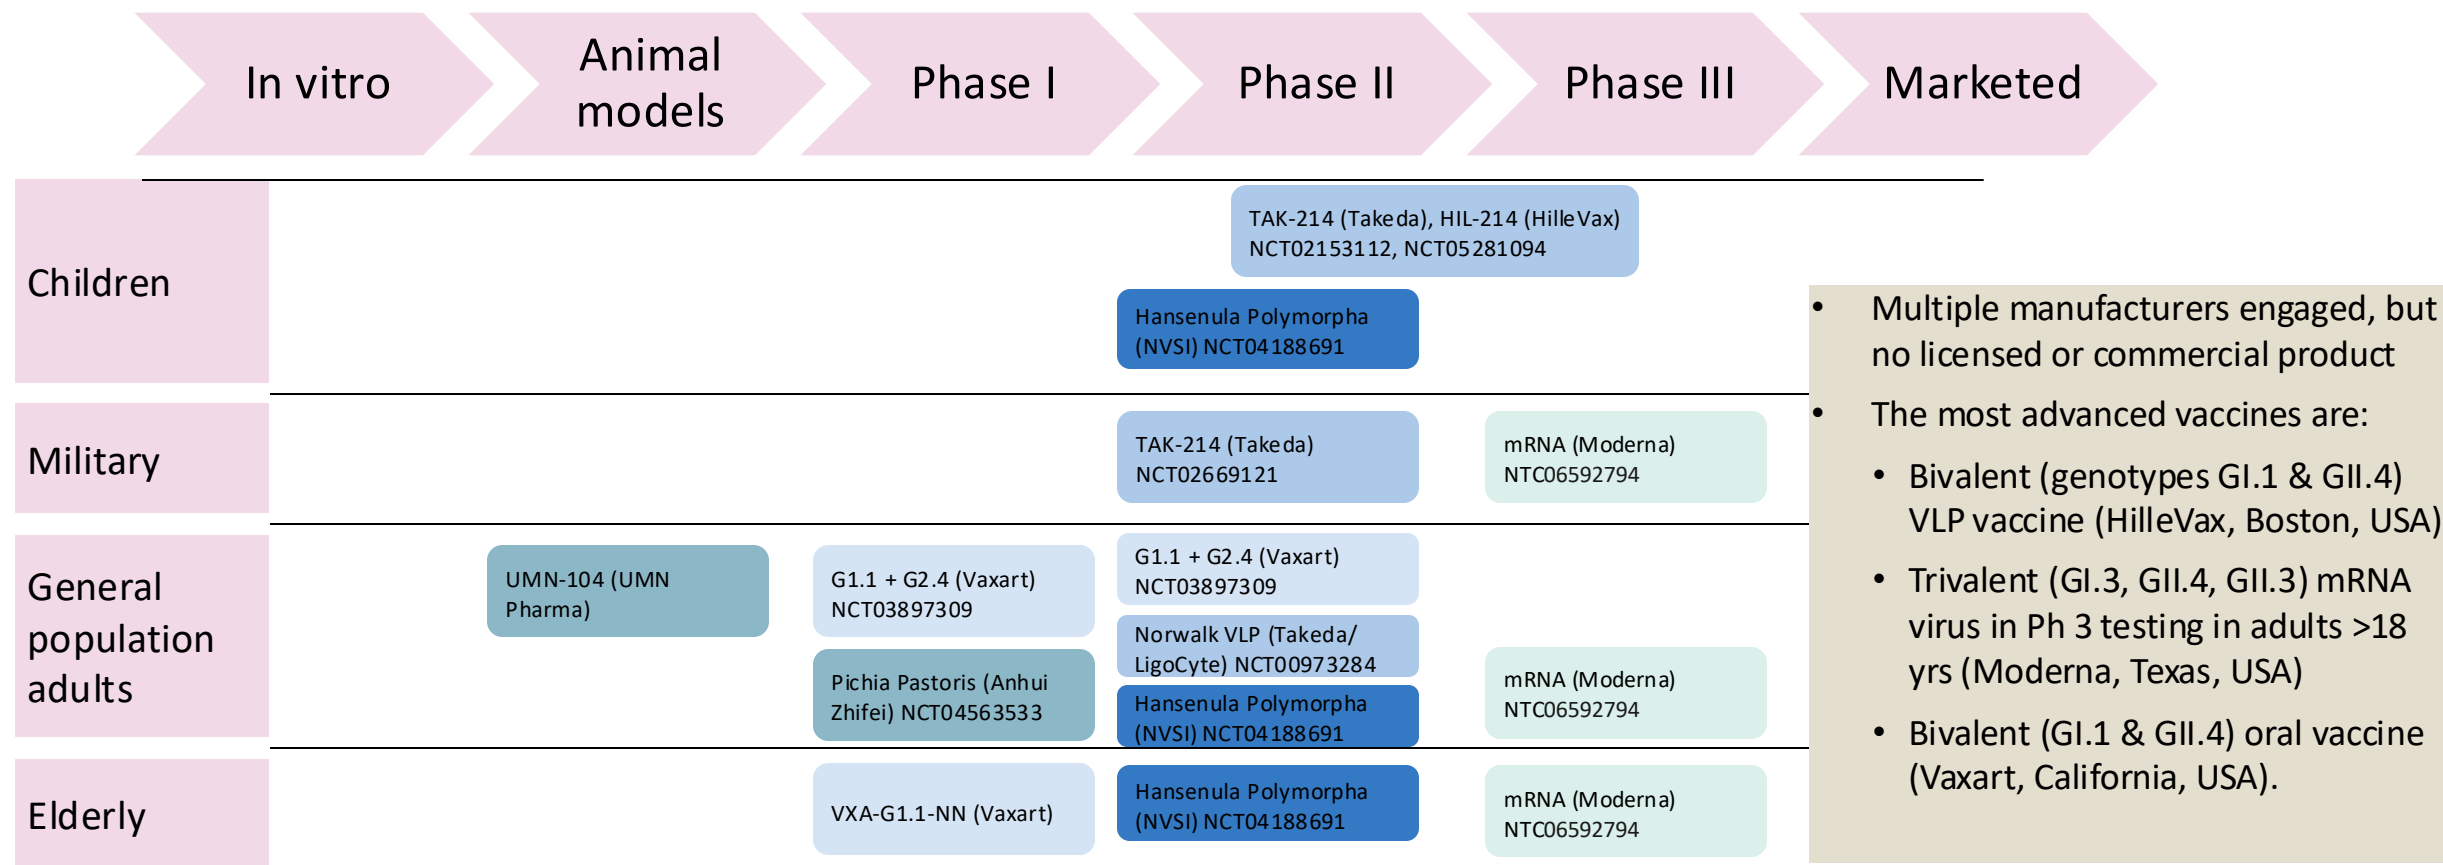 In vitro
Animal
models
Phase I
Phase II
Phase III
Marketed
Children
TAK-214 (Takeda), HIL-214 (HilleVax)
NCT02153112, NCT05281094
Hansenula Polymorpha
(NVSI) NCT04188691
Military
TAK-214 (Takeda)
NCT02669121
mRNA (Moderna)
NTC06592794
General
population
adults
UMN-104 (UMN
Pharma)
G1.1 + G2.4 (Vaxart)
NCT03897309
Pichia Pastoris (Anhui
Zhifei) NCT04563533
G1.1 + G2.4 (Vaxart)
NCT03897309
Norwalk VLP (Takeda/
LigoCyte) NCT00973284
Hansenula Polymorpha
(NVSI) NCT04188691
mRNA (Moderna)
NTC06592794
Elderly
VXA-G1.1-NN (Vaxart)
Hansenula Polymorpha
(NVSI) NCT04188691
mRNA (Moderna)
NTC06592794
• Multiple manufacturers engaged, but
no licensed or commercial product
• The most advanced vaccines are:
• Bivalent (genotypes GI.1 & GII.4)
VLP vaccine (HilleVax, Boston, USA)
• Trivalent (GI.3, GII.4, GII.3) mRNA
virus in Ph 3 testing in adults >18
yrs (Moderna, Texas, USA)
• Bivalent (GI.1 & GII.4) oral vaccine
(Vaxart, California, USA).